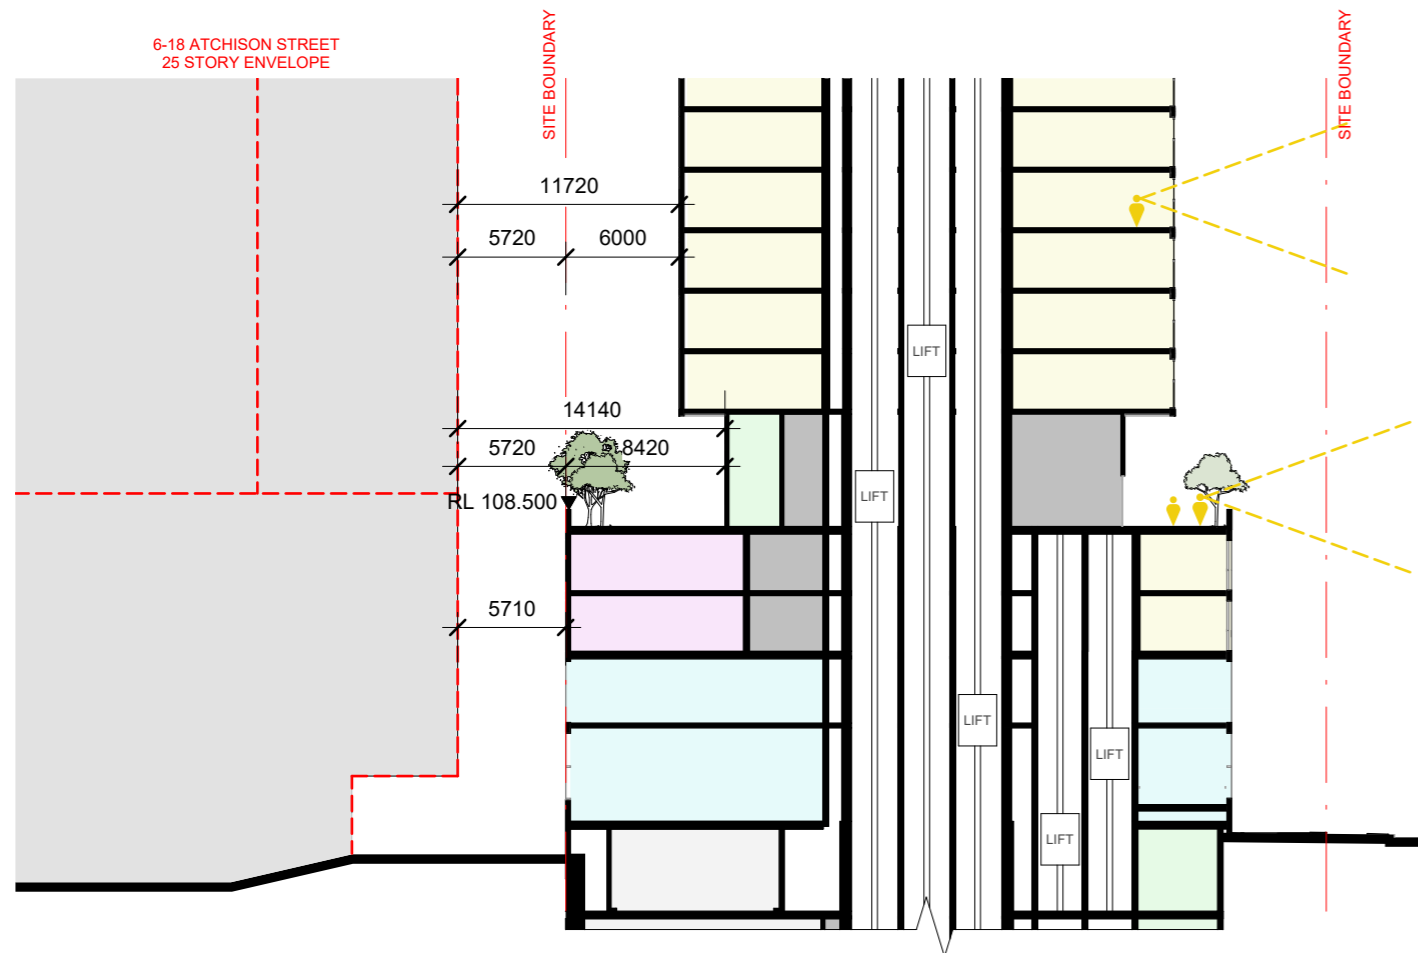 6-18 ATCHISON STREET
25 STORY ENVELOPE
SITE BOUNDARY
SITE BOUNDARY
11720
5720
6000
LIFT
14140
5720
8420
RL 108.500
LIFT
5710
LIFT
LIFT
LIFT